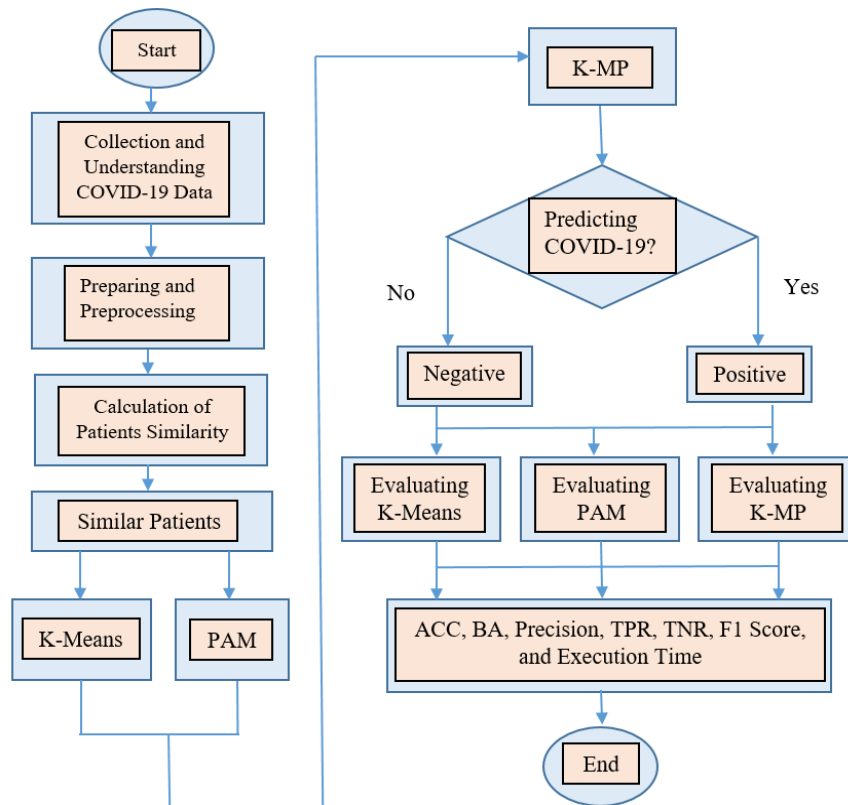 Start
Collection and
Understanding
COVID-19 Data
Preparing and
Preprocessing
Calculation of
Patients Similarity
Similar Patients
K-Means
PAM
K-MP
Predicting
COVID-19?
No
Yes
Negative
Positive
Evaluating
K-Means
Evaluating
PAM
Evaluating
K-MP
ACC, BA, Precision, TPR, TNR, F1 Score,
and Execution Time
End